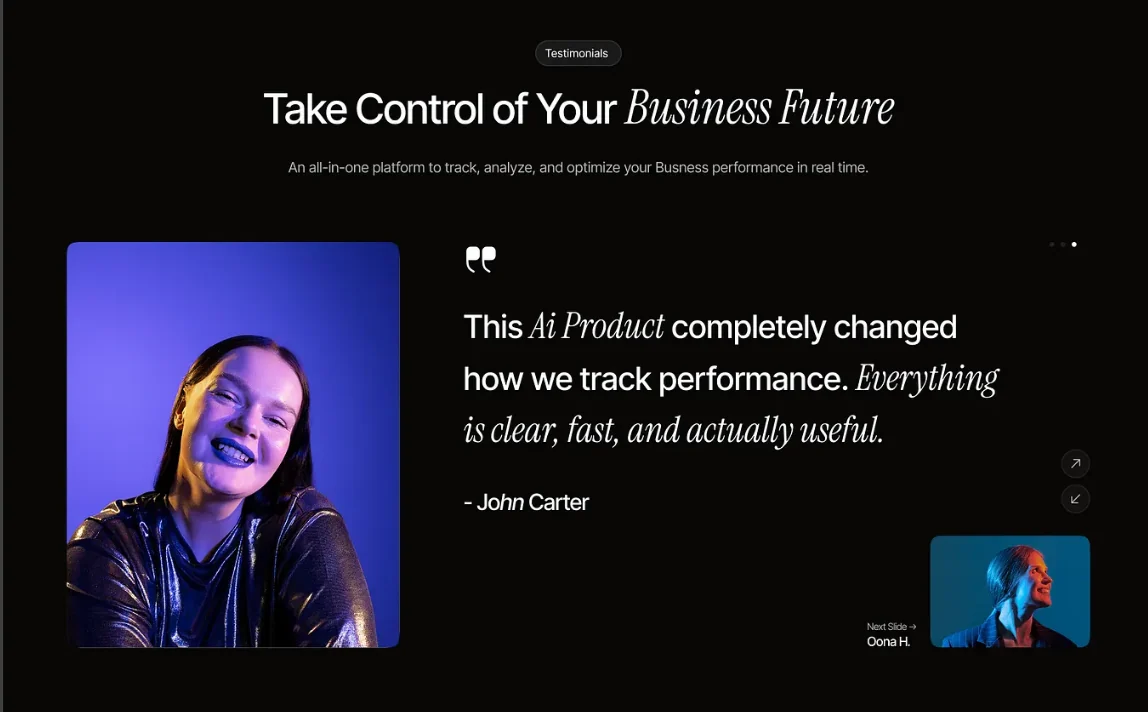 Testimonials
Take Control of Your Business Future
An all-in-one platform to track, analyze, and optimize your Busness performance in real time.
This Ai Product completely changed
how we track performance. Everything
is clear, fast, and actually useful.
- John Carter
Next Slide →
Oona H.